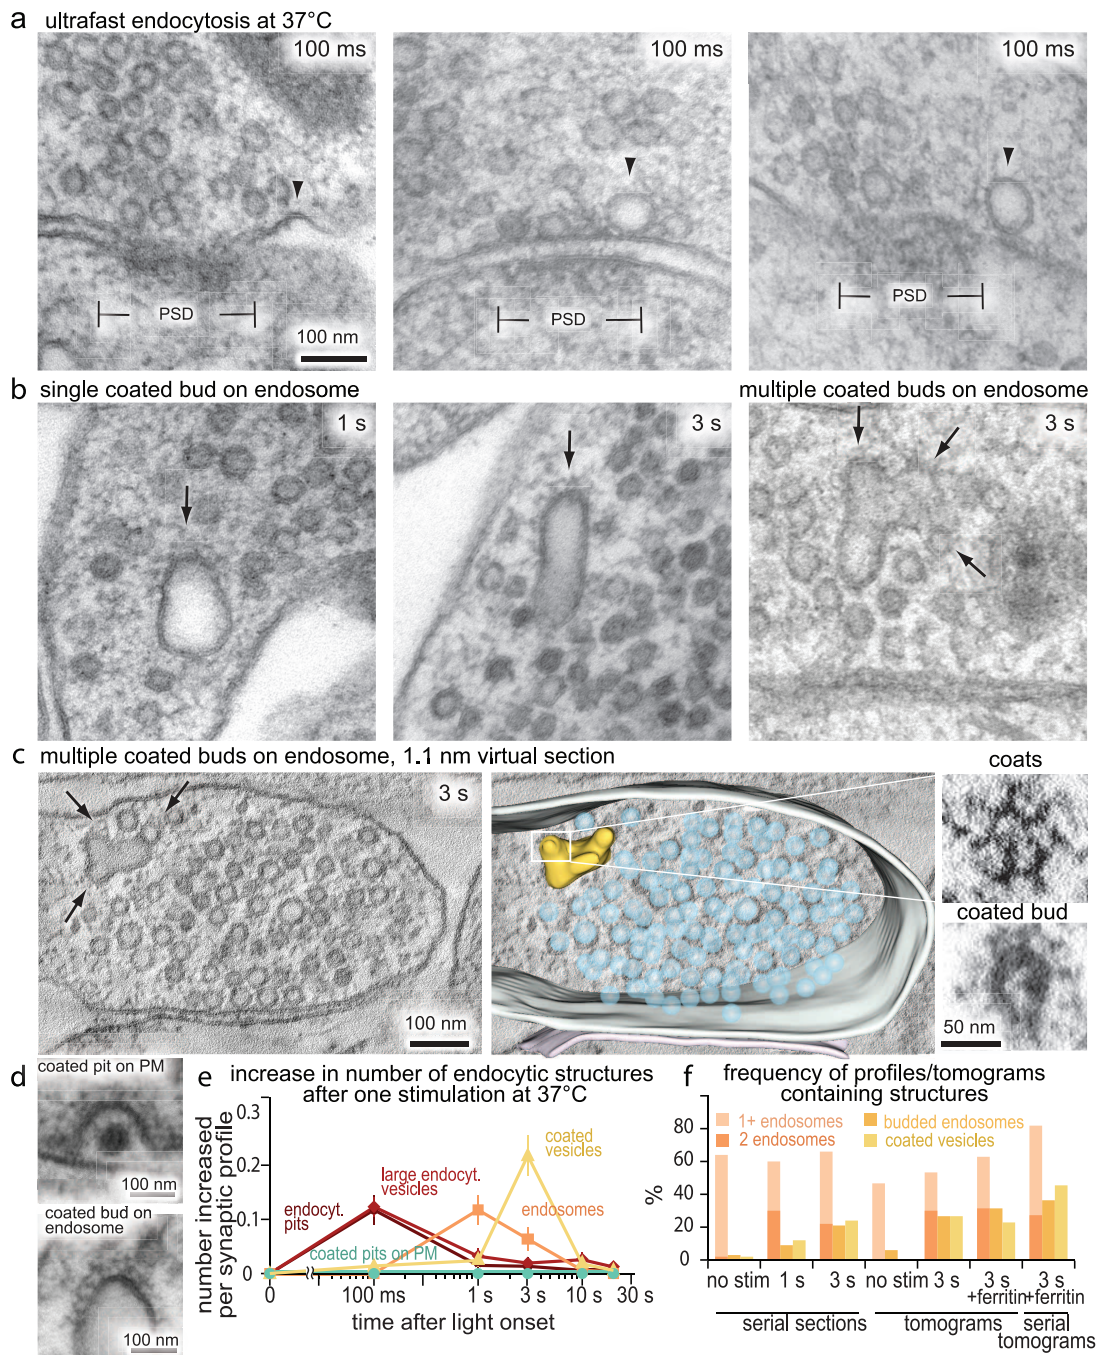 a ultrafast endocytosis at 37°C
100 ms
100 ms
100 ms
PSD
PSD
PSD
100 nm
b single coated bud on endosome
multiple coated buds on endosome
1 s
3 s
3 s
c multiple coated buds on endosome, 1.1 nm virtual section
3 s
100 nm
coats
coated bud
50 nm
d
coated pit on PM
100 nm
coated bud on
endosome
100 nm
e increase in number of endocytic structures
after one stimulation at 37°C
number increased
per synaptic profile
0.3
0.2
0.1
0
coated
vesicles
large endocyt.
vesicles
endocyt.
pits
endosomes
coated pits on PM
0
100 ms
1 s
3 s
10 s
30 s
time after light onset
f frequency of profiles/tomograms
containing structures
1+ endosomes
2 endosomes
budded endosomes
coated vesicles
%
80
60
40
20
0
no stim
1 s
3 s
no stim
3 s
3 s
+ferritin
3 s
+ferritin
serial sections
tomograms
serial
tomograms